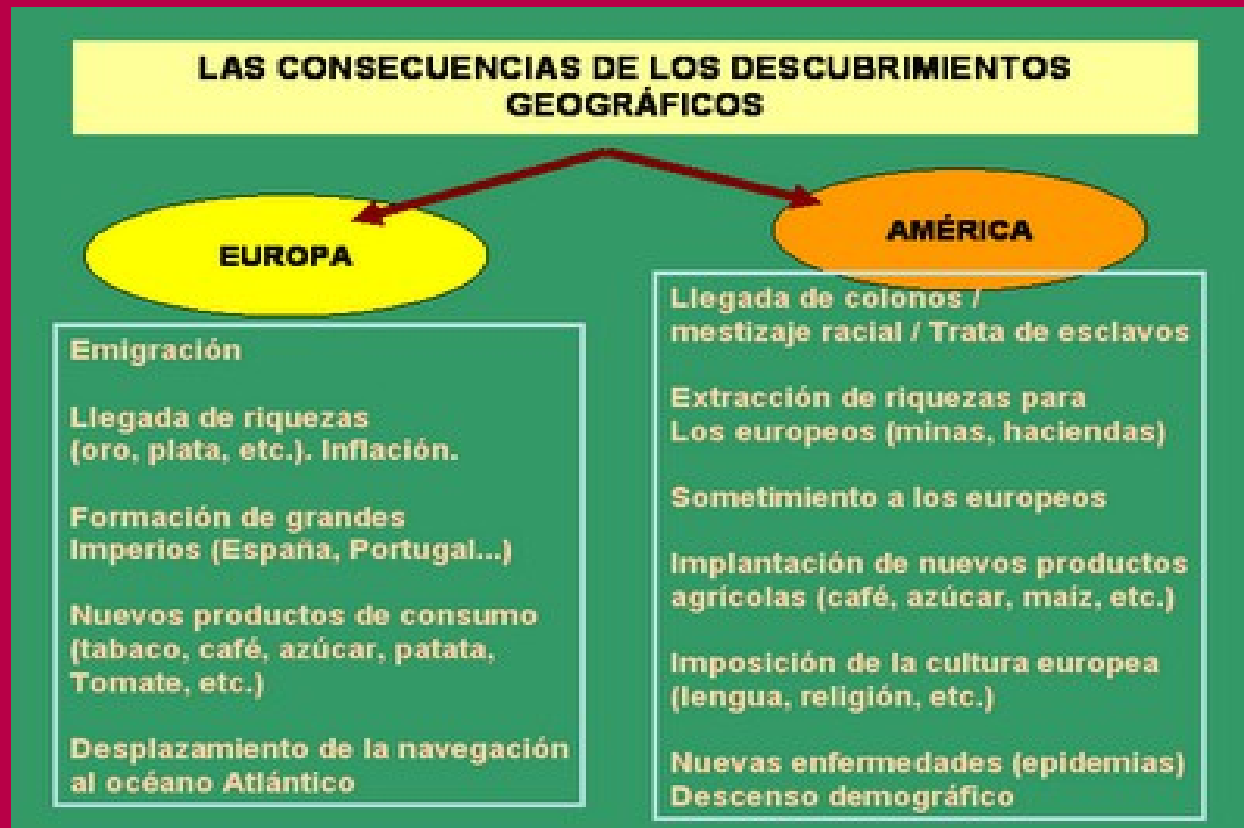 LAS CONSECUENCIAS DE LOS DESCUBRIMIENTOS
GEOGRÁFICOS
EUROPA
Emigración
Llegada de riquezas
(oro, plata, etc.). Inflación.
Formación de grandes
Imperios (España, Portugal...)
Nuevos productos de consumo
(tabaco, café, azúcar, patata,
Tomate, etc.)
Desplazamiento de la navegación
al océano Atlántico
AMÉRICA
Llegada de colonos /
mestizaje racial / Trata de esclavos
Extracción de riquezas para
Los europeos (minas, haciendas)
Sometimiento a los europeos
Implantación de nuevos productos
agrícolas (café, azúcar, maíz, etc.)
Imposición de la cultura europea
(lengua, religión, etc.)
Nuevas enfermedades (epidemias)
Descenso demográfico